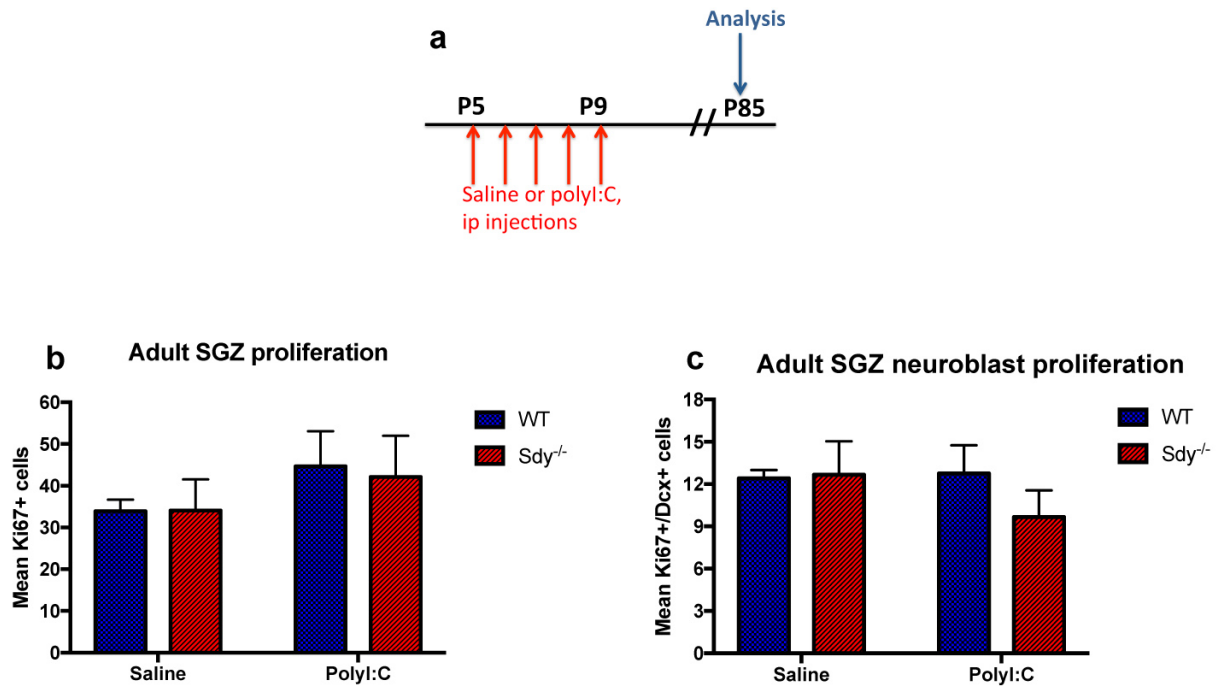 Analysis
a
P5
P9
P85
Saline or polyI:C,
ip injections
b
Adult SGZ proliferation
Mean Ki67+ cells
60
50
40
30
20
10
0
Saline
PolyI:C
WT
Sdy-/-
c
Adult SGZ neuroblast proliferation
Mean Ki67+/Dcx+ cells
18
15
12
9
6
3
0
Saline
PolyI:C
WT
Sdy-/-